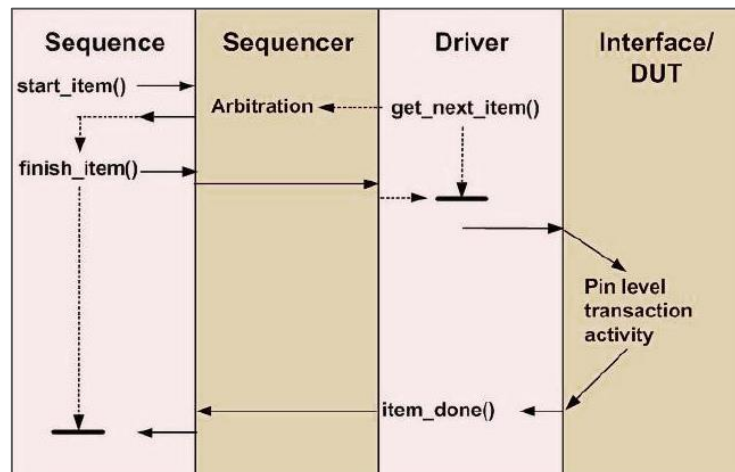 Sequence
Sequencer
Driver
Interface/
DUT
start_item()
Arbitration
get_next_item()
finish_item()
Pin level
transaction
activity
item_done()